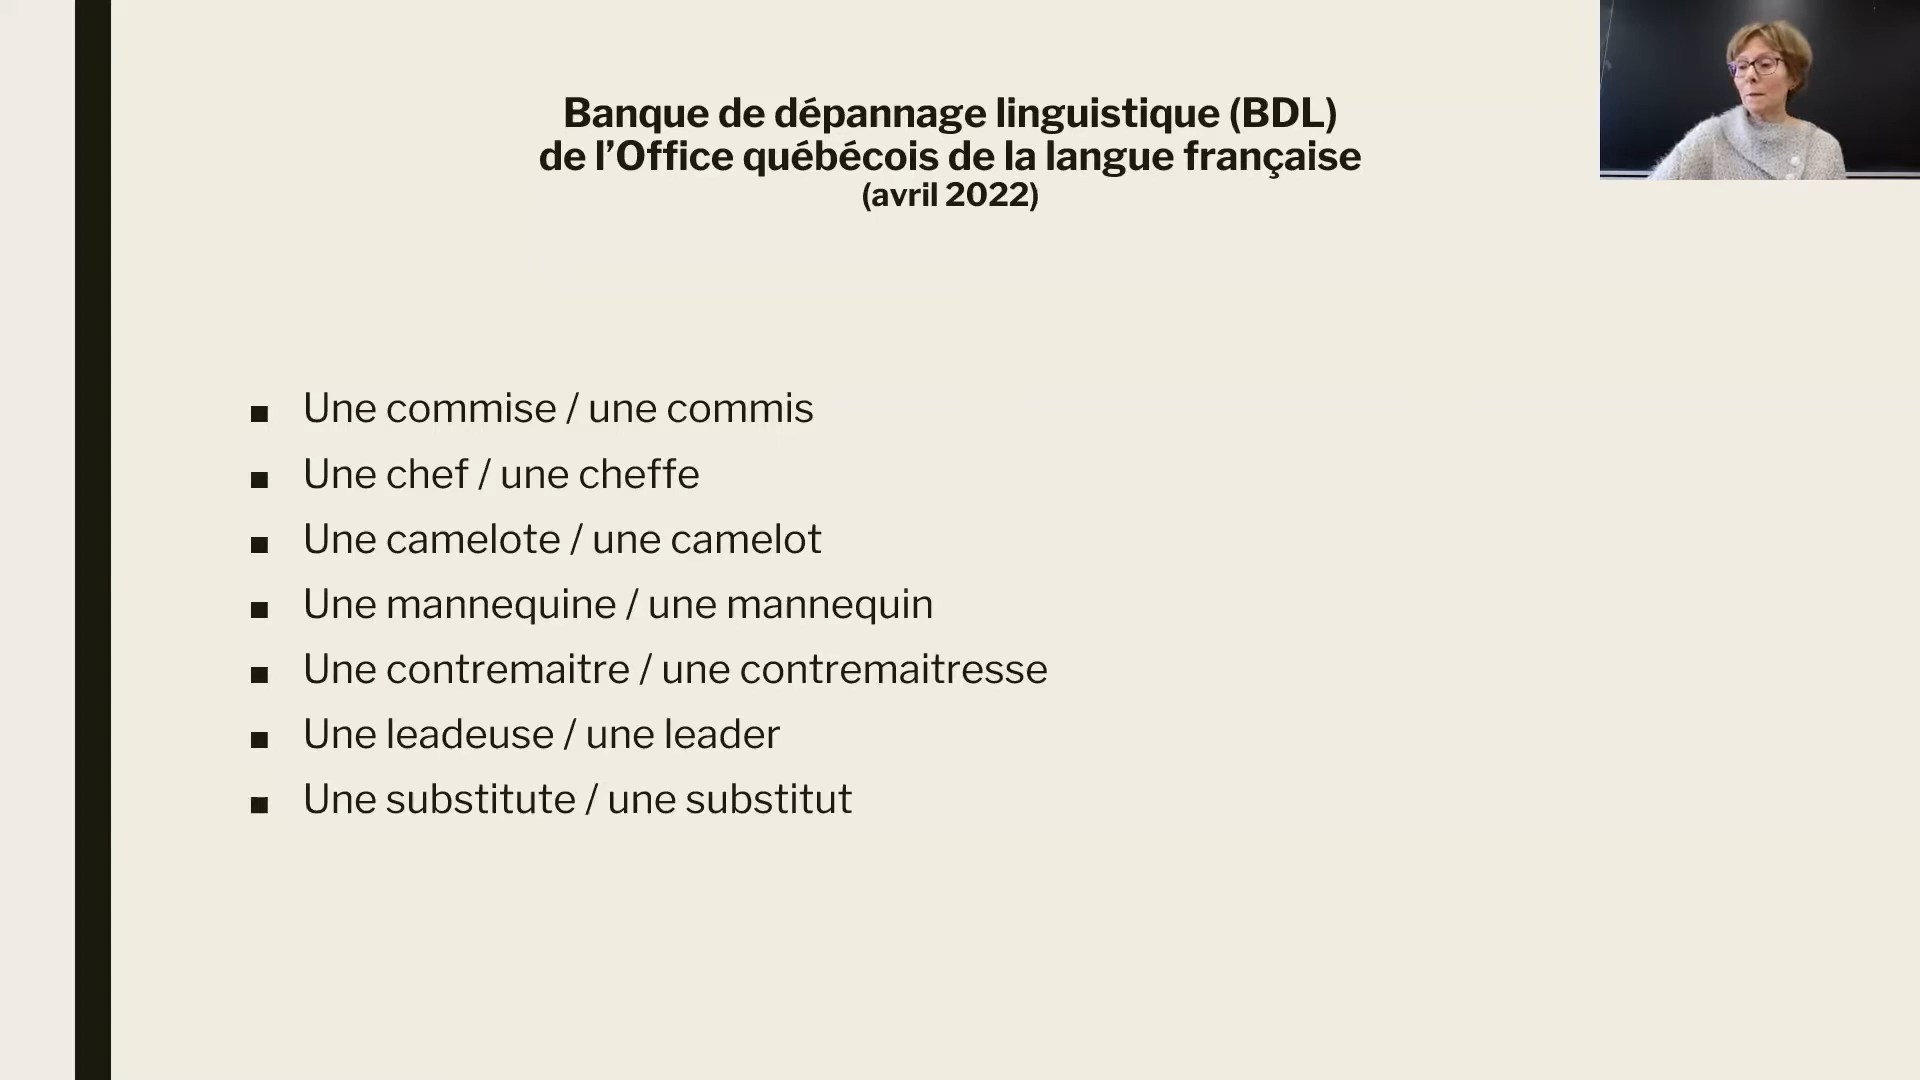 Banque de dépannage linguistique (BDL)
de l’Office québécois de la langue française
(avril 2022)
Une commise / une commis
Une chef / une cheffe
Une camelote / une camelot
Une mannequine / une mannequin
Une contremaitre / une contremaitresse
Une leadeuse / une leader
Une substitute / une substitut